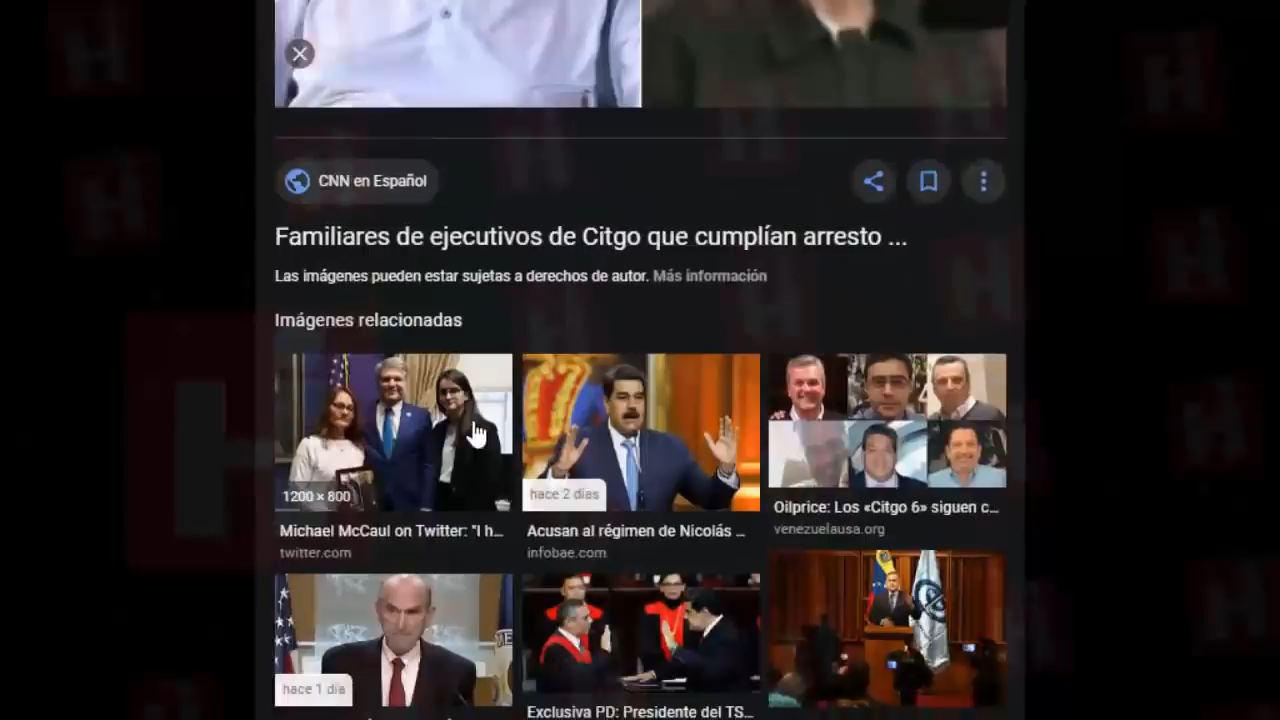 CNN en Español
Familiares de ejecutivos de Citgo que cumplían arresto ...
Las imágenes pueden estar sujetas a derechos de autor. Más información
Imágenes relacionadas
1200 × 800
hace 2 días
Michael McCaul on Twitter: "I h...
twitter.com
Acusan al régimen de Nicolás ...
infobae.com
Oilprice: Los «Citgo 6» siguen c...
venezuelausa.org
hace 1 día
Exclusiva PD: Presidente del TS...